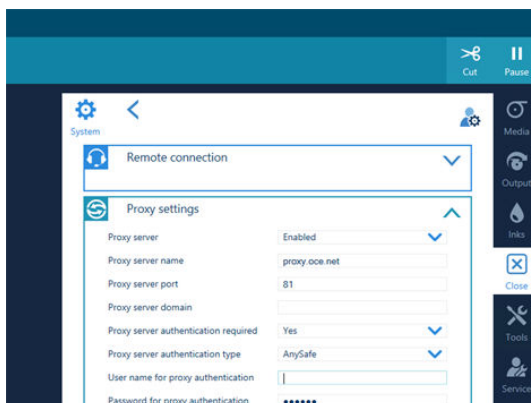 Cut
Pause
System
Media
Remote connection
Output
Proxy settings
Proxy server Enabled
Inks
Proxy server name proxy.oce.net
Proxy server port 81
Close
Proxy server domain
Proxy server authentication required Yes
Tools
Proxy server authentication type AnySafe
User name for proxy authentication
Service
Password for proxy authentication ••••••